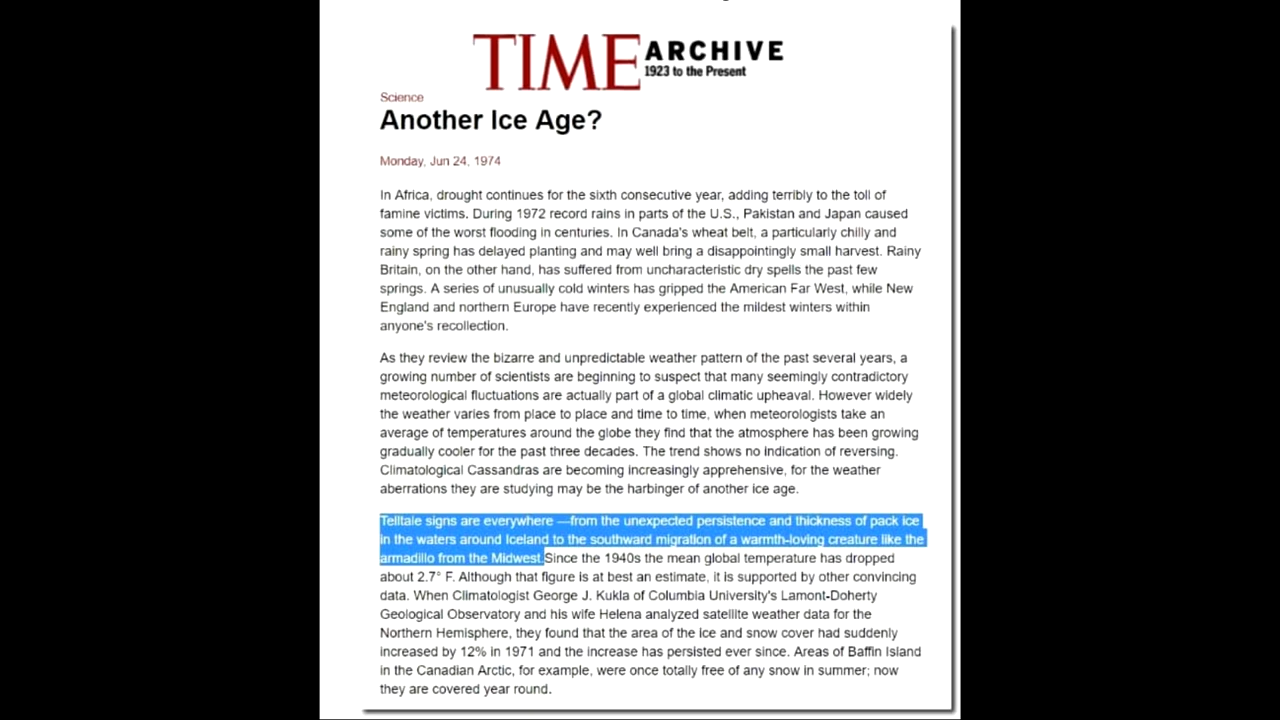 TIME ARCHIVE
1923 to the Present
Science
Another Ice Age?
Monday, Jun 24, 1974
In Africa, drought continues for the sixth consecutive year, adding terribly to the toll of
famine victims. During 1972 record rains in parts of the U.S., Pakistan and Japan caused
some of the worst flooding in centuries. In Canada's wheat belt, a particularly chilly and
rainy spring has delayed planting and may well bring a disappointingly small harvest. Rainy
Britain, on the other hand, has suffered from uncharacteristic dry spells the past few
springs. A series of unusually cold winters has gripped the American Far West, while New
England and northern Europe have recently experienced the mildest winters within
anyone's recollection.
As they review the bizarre and unpredictable weather pattern of the past several years, a
growing number of scientists are beginning to suspect that many seemingly contradictory
meteorological fluctuations are actually part of a global climatic upheaval. However widely
the weather varies from place to place and time to time, when meteorologists take an
average of temperatures around the globe they find that the atmosphere has been growing
gradually cooler for the past three decades. The trend shows no indication of reversing.
Climatological Cassandras are becoming increasingly apprehensive, for the weather
aberrations they are studying may be the harbinger of another ice age.
Telltale signs are everywhere —from the unexpected persistence and thickness of pack ice
in the waters around Iceland to the southward migration of a warmth-loving creature like the
armadillo from the Midwest.Since the 1940s the mean global temperature has dropped
about 2.7° F. Although that figure is at best an estimate, it is supported by other convincing
data. When Climatologist George J. Kukla of Columbia University's Lamont-Doherty
Geological Observatory and his wife Helena analyzed satellite weather data for the
Northern Hemisphere, they found that the area of the ice and snow cover had suddenly
increased by 12% in 1971 and the increase has persisted ever since. Areas of Baffin Island
in the Canadian Arctic, for example, were once totally free of any snow in summer; now
they are covered year round.